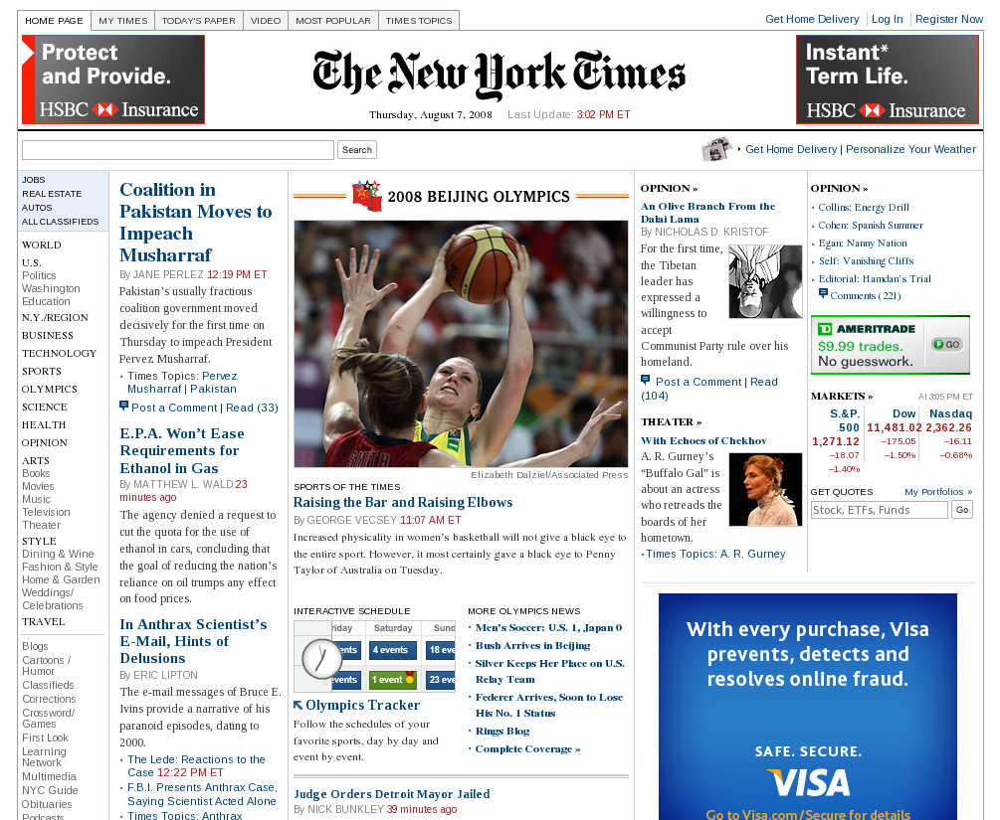 HOME PAGE
MY TIMES
TODAY'S PAPER
VIDEO
MOST POPULAR
TIMES TOPICS
Get Home Delivery
Log In
Register Now
Protect
and Provide.
HSBC Insurance
The New York Times
Thursday, August 7, 2008 Last Update: 3:02 PM ET
Instant*
Term Life.
HSBC Insurance
Search
Get Home Delivery | Personalize Your Weather
JOBS
REAL ESTATE
AUTOS
ALL CLASSIFIEDS
WORLD
U.S.
Politics
Washington
Education
N.Y./REGION
BUSINESS
TECHNOLOGY
SPORTS
OLYMPICS
SCIENCE
HEALTH
OPINION
ARTS
Books
Movies
Music
Television
Theater
STYLE
Dining & Wine
Fashion & Style
Home & Garden
Weddings/
Celebrations
TRAVEL
Blogs
Cartoons /
Humor
Classifieds
Corrections
Crossword/
Games
First Look
Learning
Network
Multimedia
NYC Guide
Obituaries
Podcasts
Coalition in
Pakistan Moves to
Impeach
Musharraf
By JANE PERLEZ 12:19 PM ET
Pakistan's usually fractious
coalition government moved
decisively for the first time on
Thursday to impeach President
Pervez Musharraf.
• Times Topics: Pervez
Musharraf | Pakistan
Post a Comment | Read (33)
E.P.A. Won't Ease
Requirements for
Ethanol in Gas
By MATTHEW L. WALD 23
minutes ago
The agency denied a request to
cut the quota for the use of
ethanol in cars, concluding that
the goal of reducing the nation's
reliance on oil trumps any effect
on food prices.
In Anthrax Scientist's
E-Mail, Hints of
Delusions
By ERIC LIPTON
The e-mail messages of Bruce E.
Ivins provide a narrative of his
paranoid episodes, dating to
2000.
• The Lede: Reactions to the
Case 12:22 PM ET
• F.B.I. Presents Anthrax Case,
Saying Scientist Acted Alone
• Times Topics: Anthrax
2008 BEIJING OLYMPICS
Elizabeth Dalziel/Associated Press
SPORTS OF THE TIMES
Raising the Bar and Raising Elbows
By GEORGE VECSEY 11:07 AM ET
Increased physicality in women's basketball will not give a black eye to
the entire sport. However, it most certainly gave a black eye to Penny
Taylor of Australia on Tuesday.
INTERACTIVE SCHEDULE
riday Saturday Sund
ents 4 events 18 eve
events 1 event 23 eve
Olympics Tracker
Follow the schedules of your
favorite sports, day by day and
event by event.
MORE OLYMPICS NEWS
• Men's Soccer: U.S. 1, Japan 0
• Bush Arrives in Beijing
• Silver Keeps Her Place on U.S.
Relay Team
• Federer Arrives, Soon to Lose
His No. 1 Status
• Rings Blog
• Complete Coverage »
Judge Orders Detroit Mayor Jailed
By NICK BUNKLEY 39 minutes ago
OPINION »
An Olive Branch From the
Dalai Lama
By NICHOLAS D. KRISTOF
For the first time,
the Tibetan
leader has
expressed a
willingness to
accept
Communist Party rule over his
homeland.
Post a Comment | Read
(104)
THEATER »
With Echoes of Chekhov
A. R. Gurney's
“Buffalo Gal” is
about an actress
who retreads the
boards of her
hometown.
• Times Topics: A. R. Gurney
OPINION »
• Collins: Energy Drill
• Cohen: Spanish Summer
• Egan: Nanny Nation
• Self: Vanishing Cliffs
• Editorial: Hamdan's Trial
Comments (221)
TD AMERITRADE
$9.99 trades.
No guesswork.
GO
MARKETS » At 3:05 PM ET
S.&P. Dow Nasdaq
500 11,481.02 2,362.26
1,271.12 –175.05 –16.11
–18.07 –1.50% –0.68%
–1.40%
GET QUOTES My Portfolios »
Stock, ETFs, Funds Go
With every purchase, Visa
prevents, detects and
resolves online fraud.
SAFE. SECURE.
VISA
Go to Visa.com/Secure for details